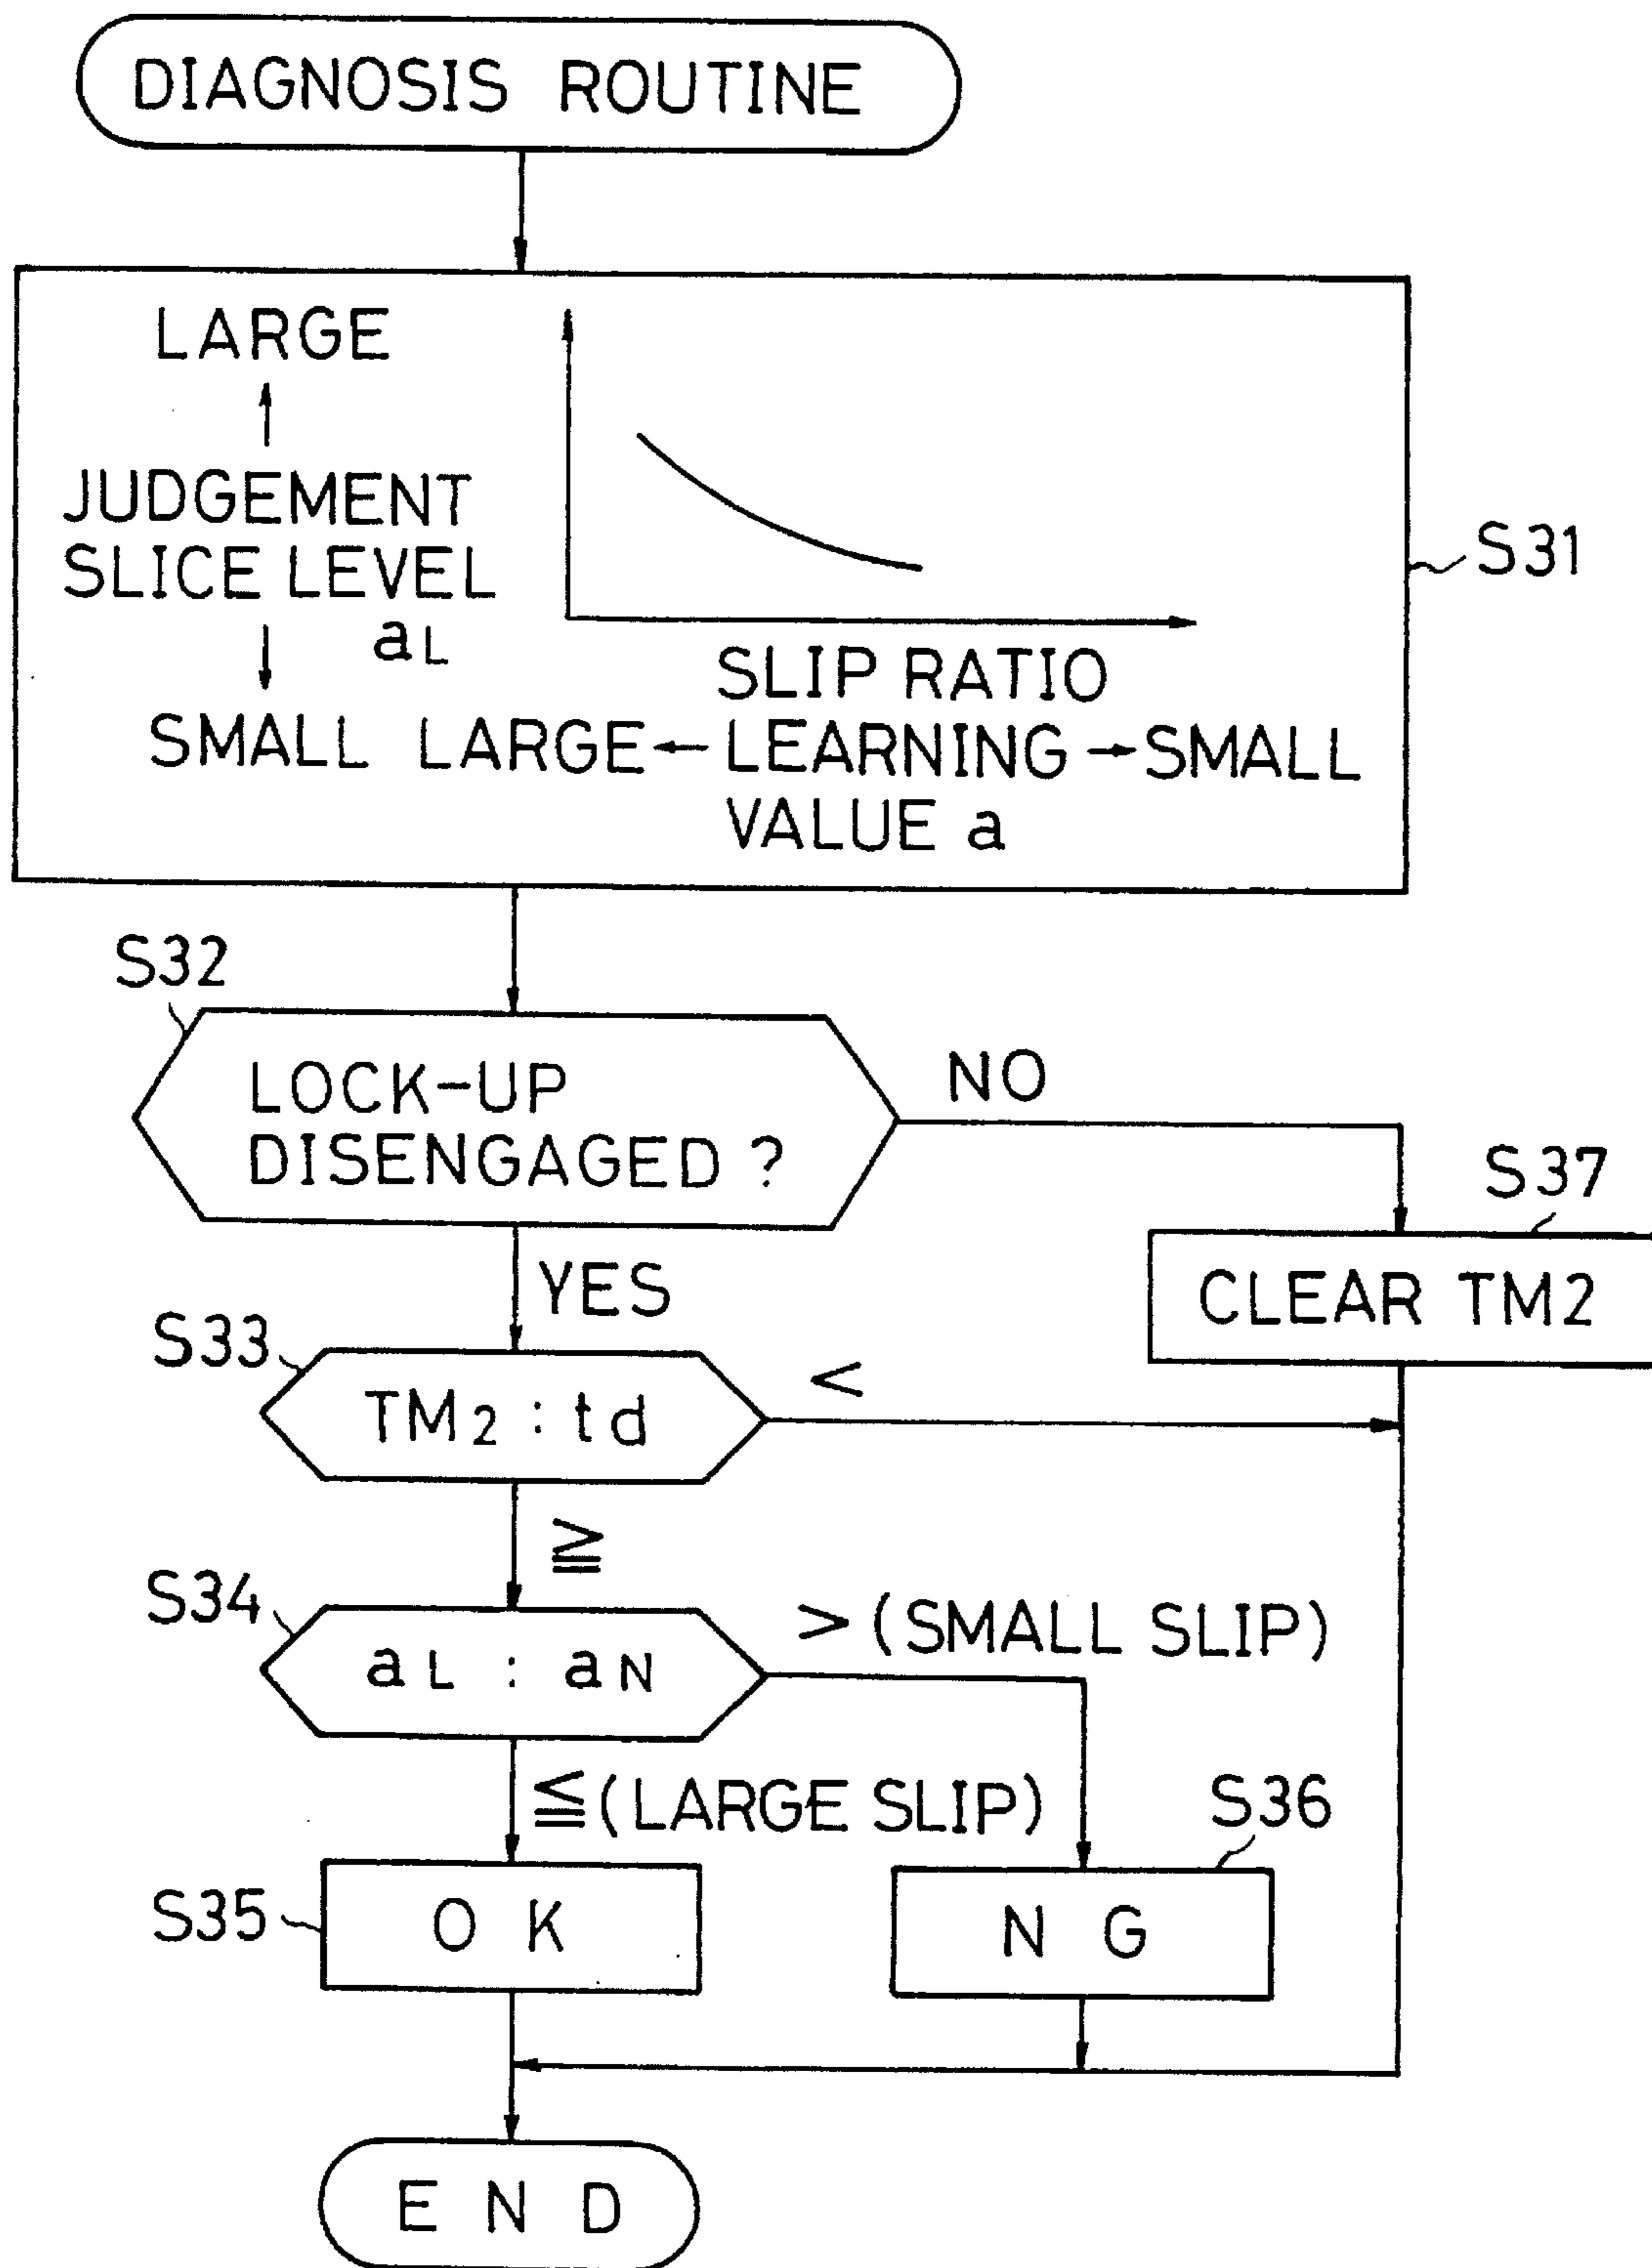 DIAGNOSIS ROUTINE
LARGE
↑
JUDGEMENT
SLICE LEVEL
aL
↓
SMALL
SLIP RATIO
LARGE ← LEARNING → SMALL
VALUE a
S31
S32
LOCK-UP
DISENGAGED ?
NO
YES
S37
CLEAR TM2
S33
TM2 : td
<
≧
S34
aL : aN
> (SMALL SLIP)
≦ (LARGE SLIP)
S35
OK
S36
NG
END